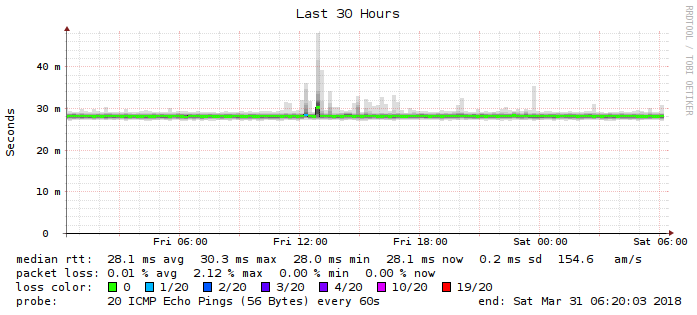 Last 30 Hours
RRDTOOL / TOBI OETIKER
Seconds
40 m
30 m
20 m
10 m
0
Fri 06:00 Fri 12:00 Fri 18:00 Sat 00:00 Sat 06:00
median rtt: 28.1 ms avg 30.3 ms max 28.0 ms min 28.1 ms now 0.2 ms sd 154.6 am/s
packet loss: 0.01 % avg 2.12 % max 0.00 % min 0.00 % now
loss color: 0 1/20 2/20 3/20 4/20 10/20 19/20
probe: 20 ICMP Echo Pings (56 Bytes) every 60s end: Sat Mar 31 06:20:03 2018